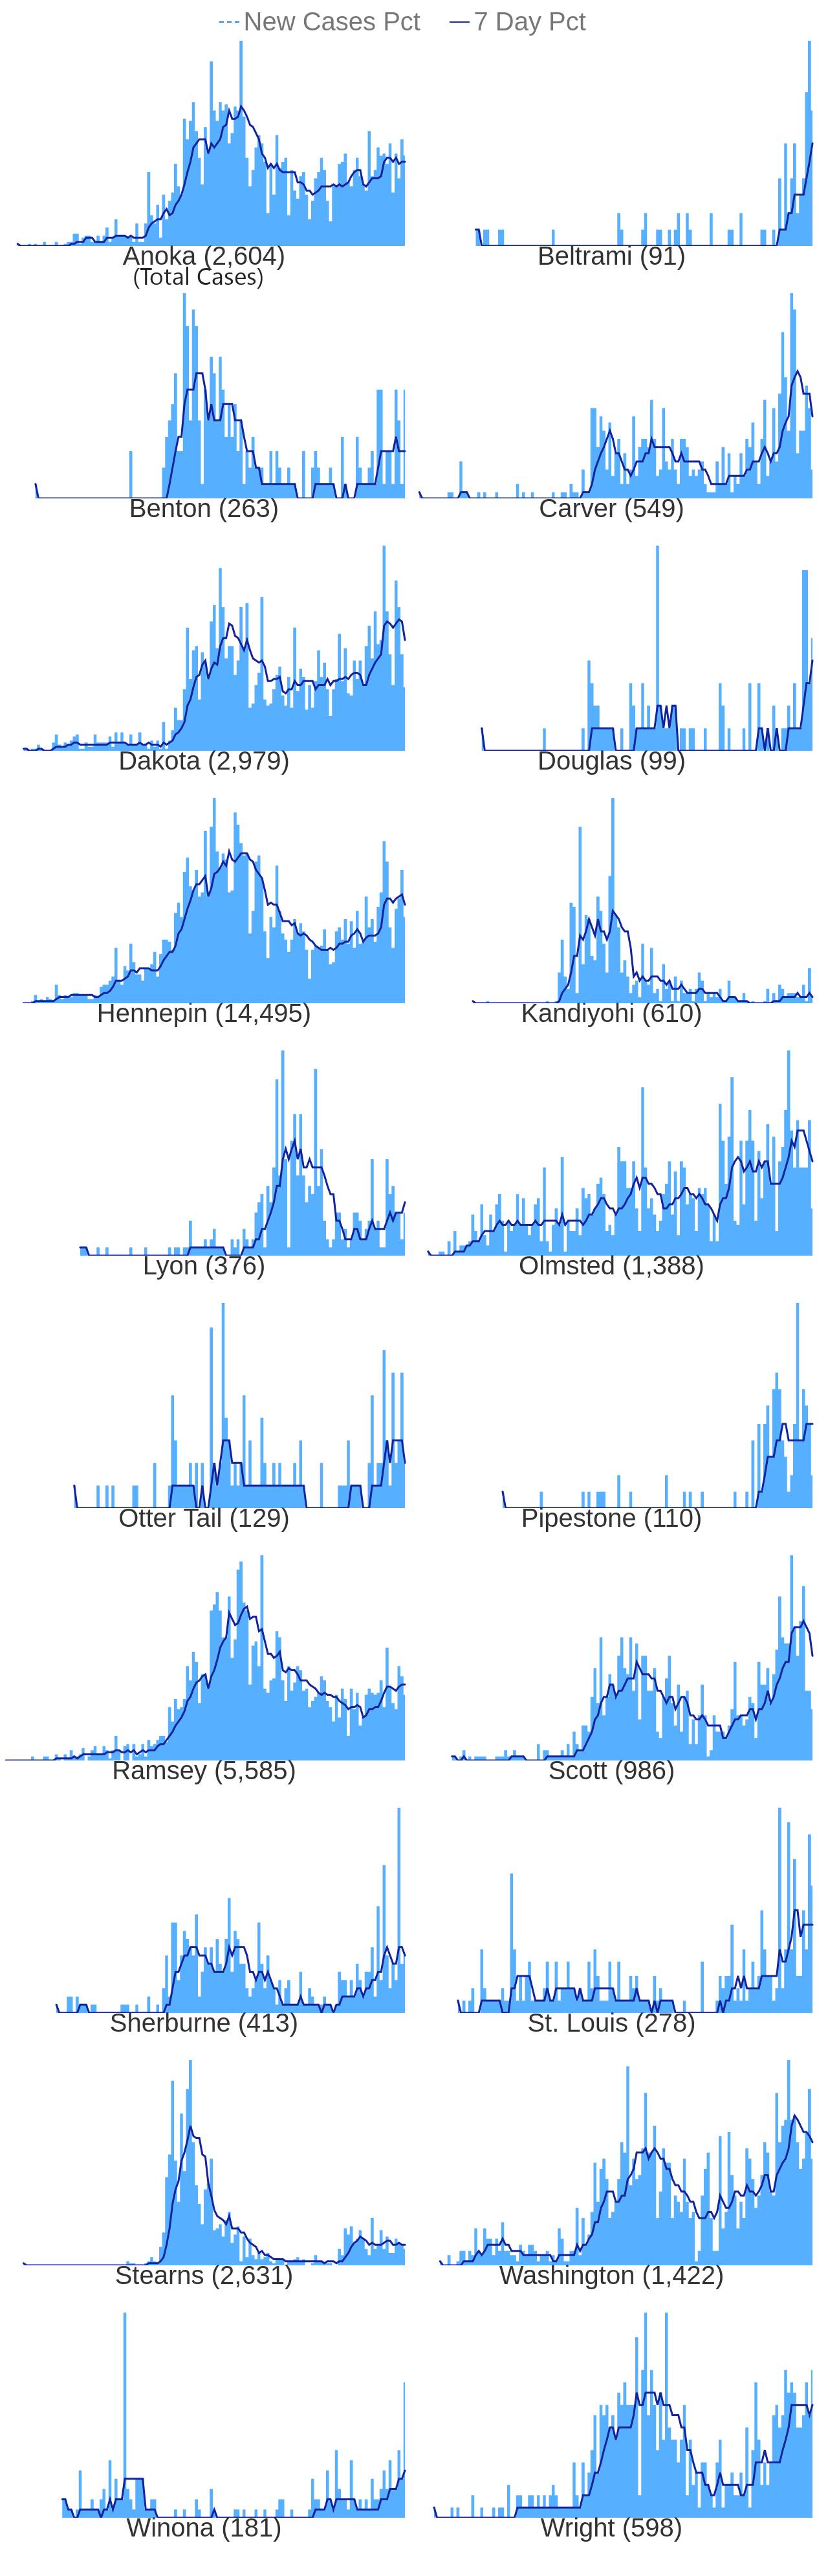 New Cases Pct 7 Day Pct
Anoka (2,604) Beltrami (91)
(Total Cases)
Benton (263) Carver (549)
Dakota (2,979) Douglas (99)
Hennepin (14,495) Kandiyohi (610)
Lyon (376) Olmsted (1,388)
Otter Tail (129) Pipestone (110)
Ramsey (5,585) Scott (986)
Sherburne (413) St. Louis (278)
Stearns (2,631) Washington (1,422)
Winona (181) Wright (598)